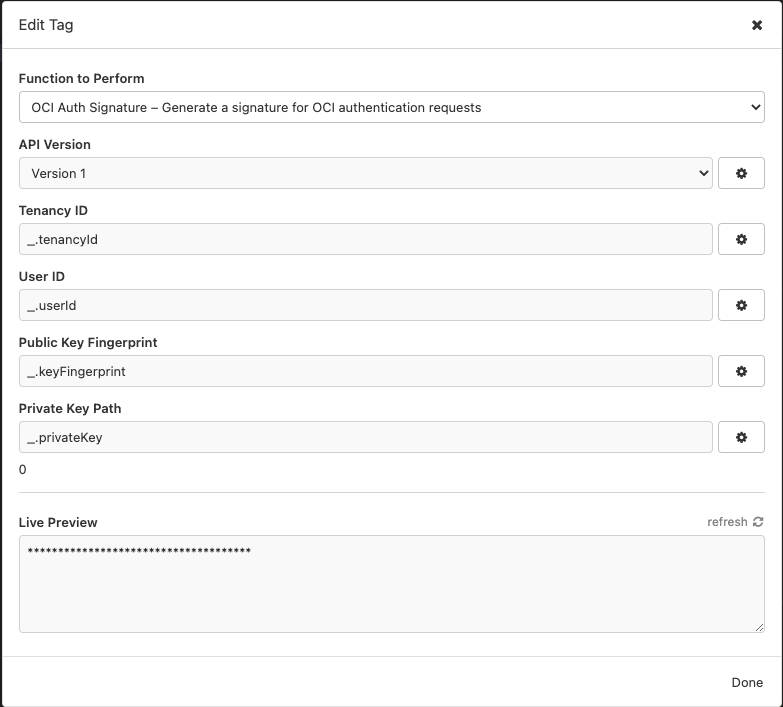 Edit Tag
Function to Perform
OCI Auth Signature – Generate a signature for OCI authentication requests
API Version
Version 1
Tenancy ID
_.tenancyId
User ID
_.userId
Public Key Fingerprint
_.keyFingerprint
Private Key Path
_.privateKey
0
Live Preview
refresh
*************************************
Done